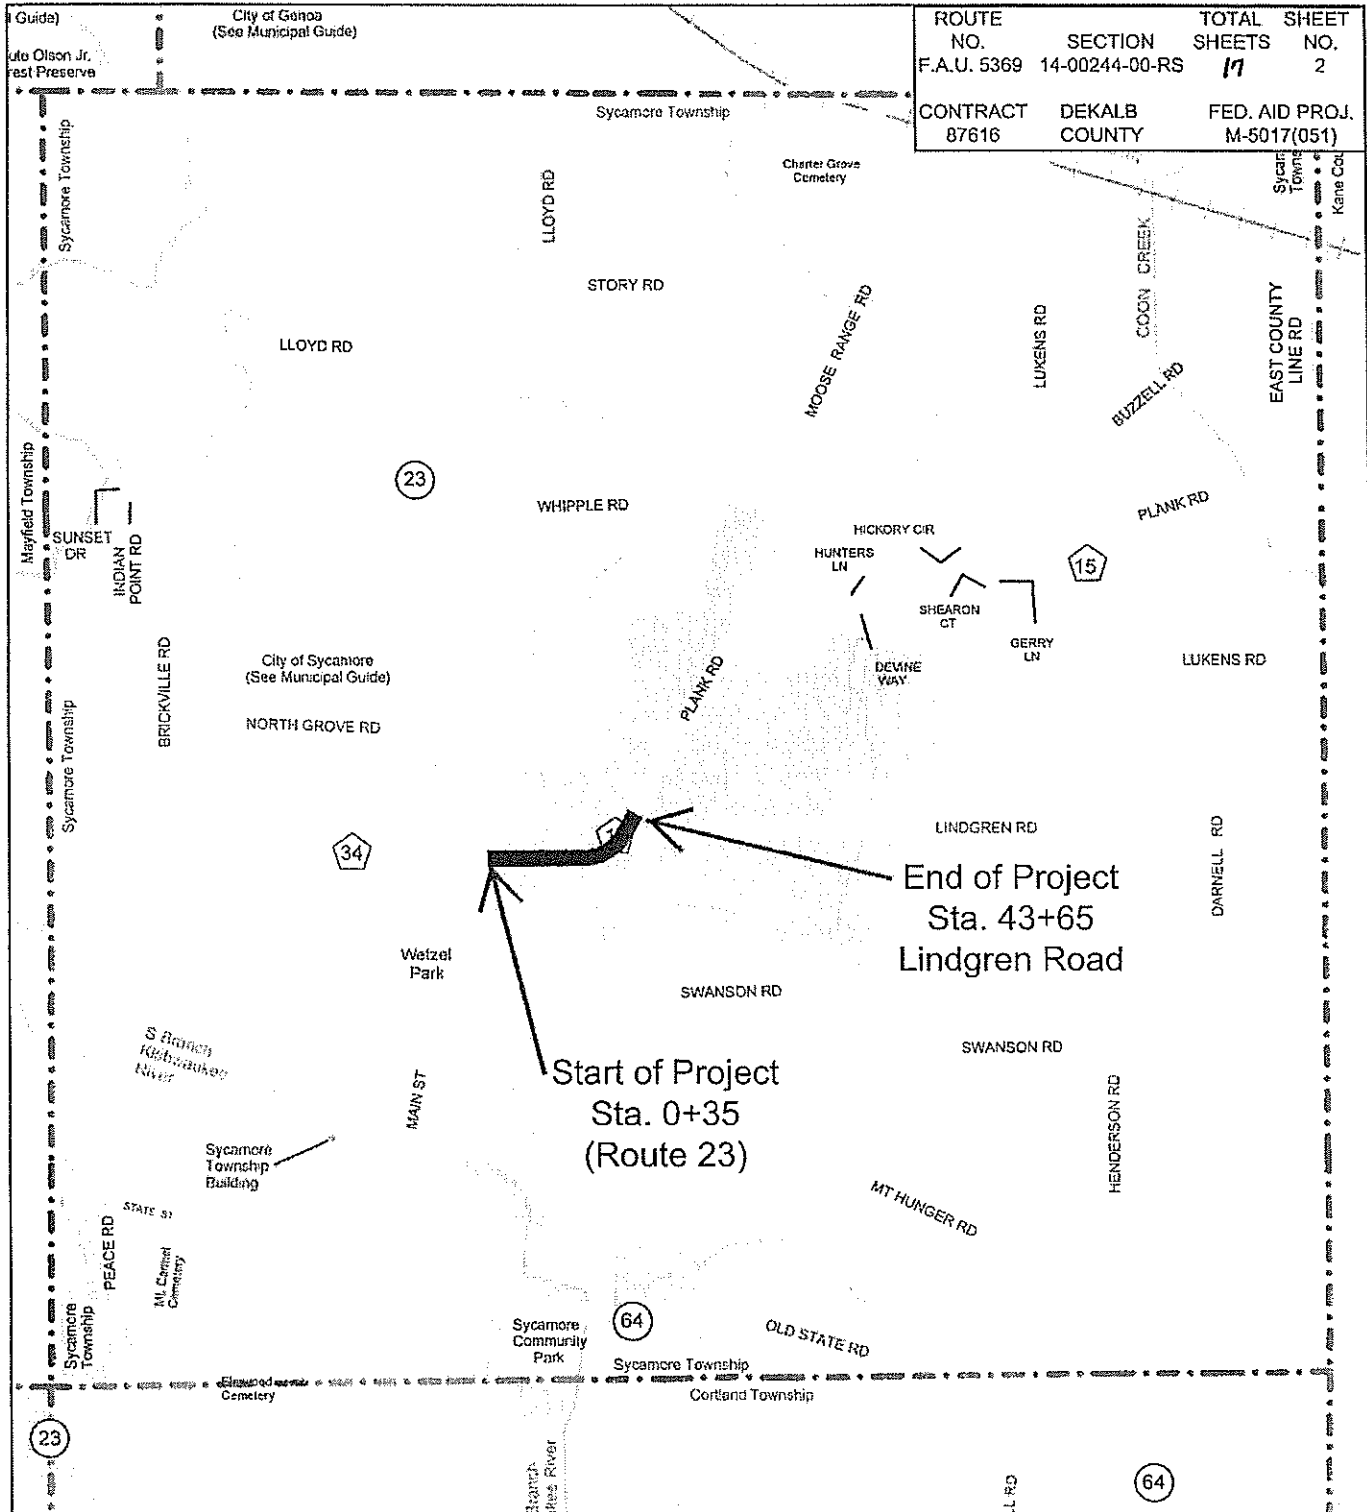 Guide)
City of Genoa
(See Municipal Guide)
Olson Jr.
rest Preserve
ROUTE NO.
SECTION
TOTAL SHEETS
SHEET NO.
F.A.U. 5369
14-00244-00-RS
17
2
CONTRACT
87616
DEKALB
COUNTY
FED. AID PROJ.
M-5017(051)
Sycamore Township
Sycamore Township
Charter Grove
Cemetery
Kane
LLOYD RD
STORY RD
LLOYD RD
MOOSE RANGE RD
LUKENS RD
COON CREEK
EAST COUNTY
LINE RD
BUZZELL RD
Mayfield Township
23
WHIPPLE RD
PLANK RD
SUNSET
DR
INDIAN
POINT RD
HICKORY CIR
HUNTERS
LN
15
SHEARON
CT
GERRY
LN
DEVINE
WAY
LUKENS RD
BRICKVILLE RD
City of Sycamore
(See Municipal Guide)
PLANK RD
NORTH GROVE RD
Sycamore Township
34
LINDGREN RD
DARNELL RD
End of Project
Sta. 43+65
Lindgren Road
Wetzel
Park
SWANSON RD
S Branch
Kishwaukee
River
SWANSON RD
MAIN ST
Start of Project
Sta. 0+35
(Route 23)
HENDERSON RD
Sycamore
Township
Building
STATE ST
PEACE RD
Mt. Carmel
Cemetery
MT HUNGER RD
Sycamore
Township
Sycamore
Community
Park
64
OLD STATE RD
Sycamore Township
Elmwood
Cemetery
Cortland Township
23
River
64
RD